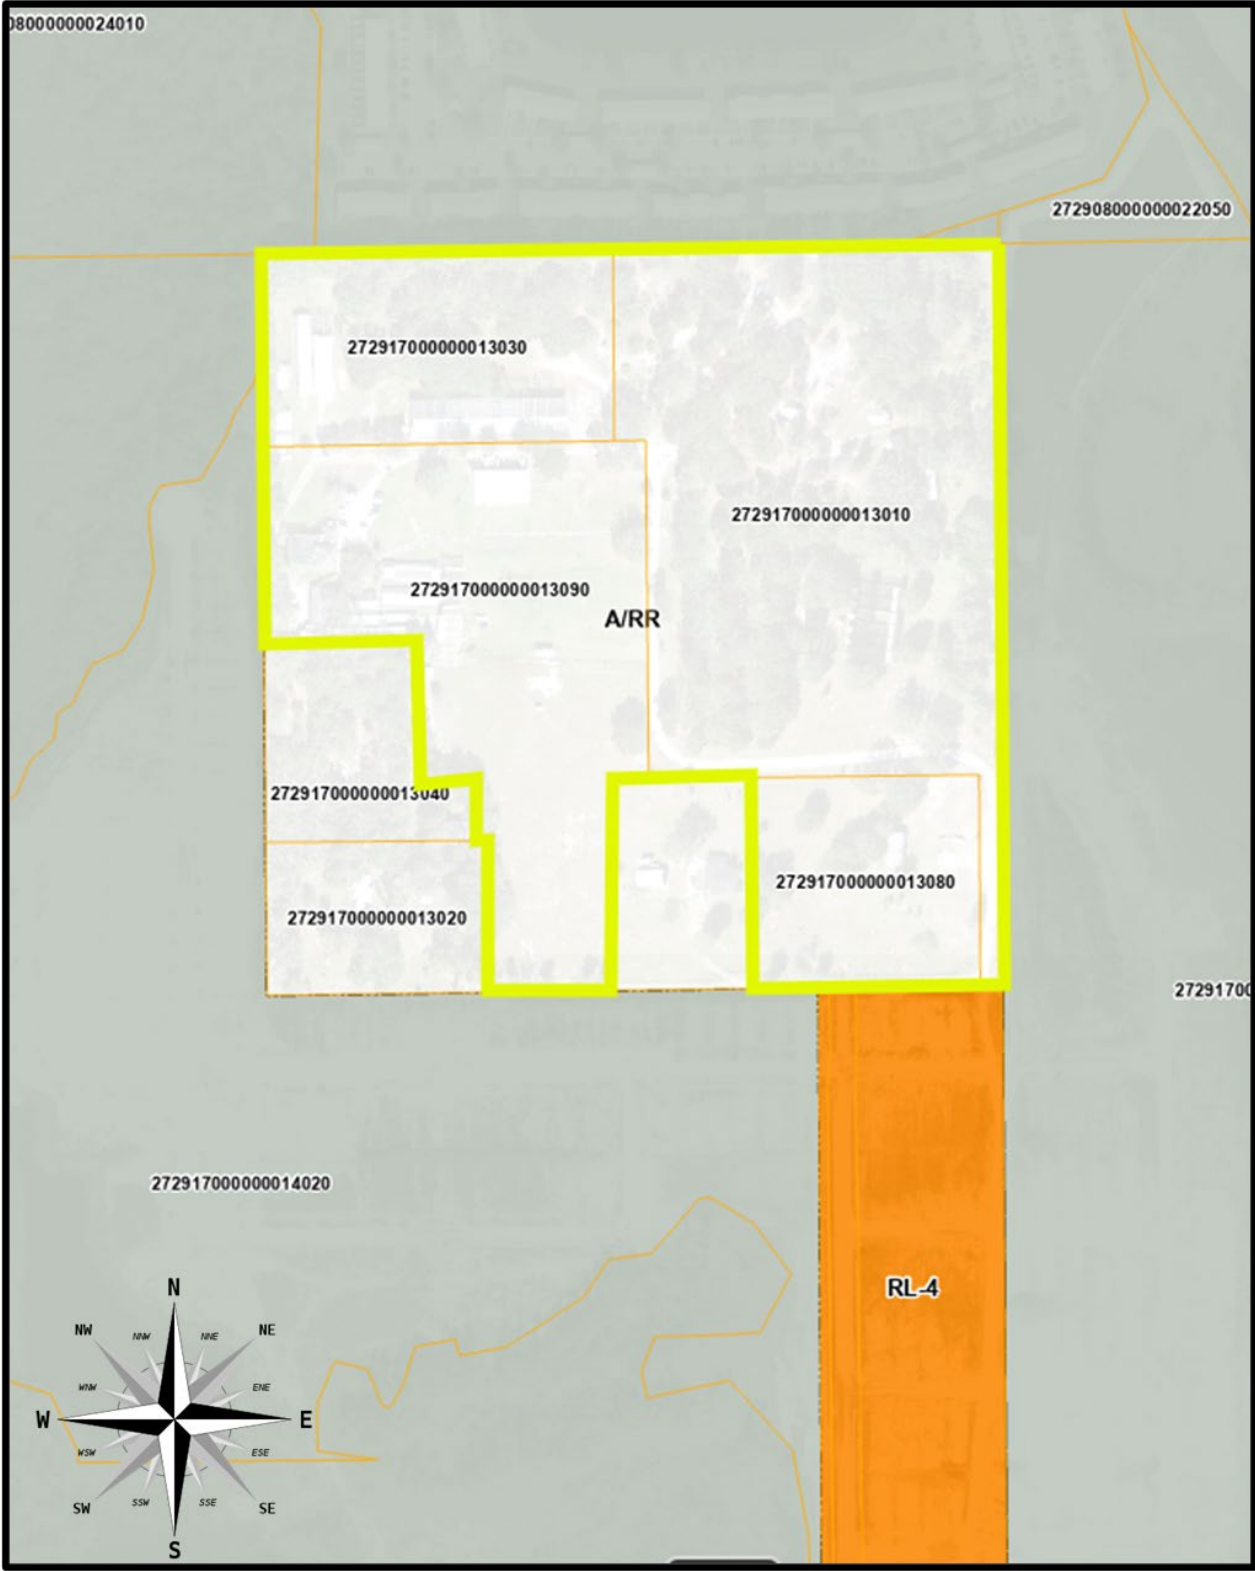 08000000024010
272908000000022050
272917000000013030
272917000000013010
272917000000013090
A/RR
272917000000013040
272917000000013080
272917000000013020
27291700
272917000000014020
RL-4
N
NW NNW NNE NE
WNW ENE
W E
WSW ESE
SW SSW SSE SE
S